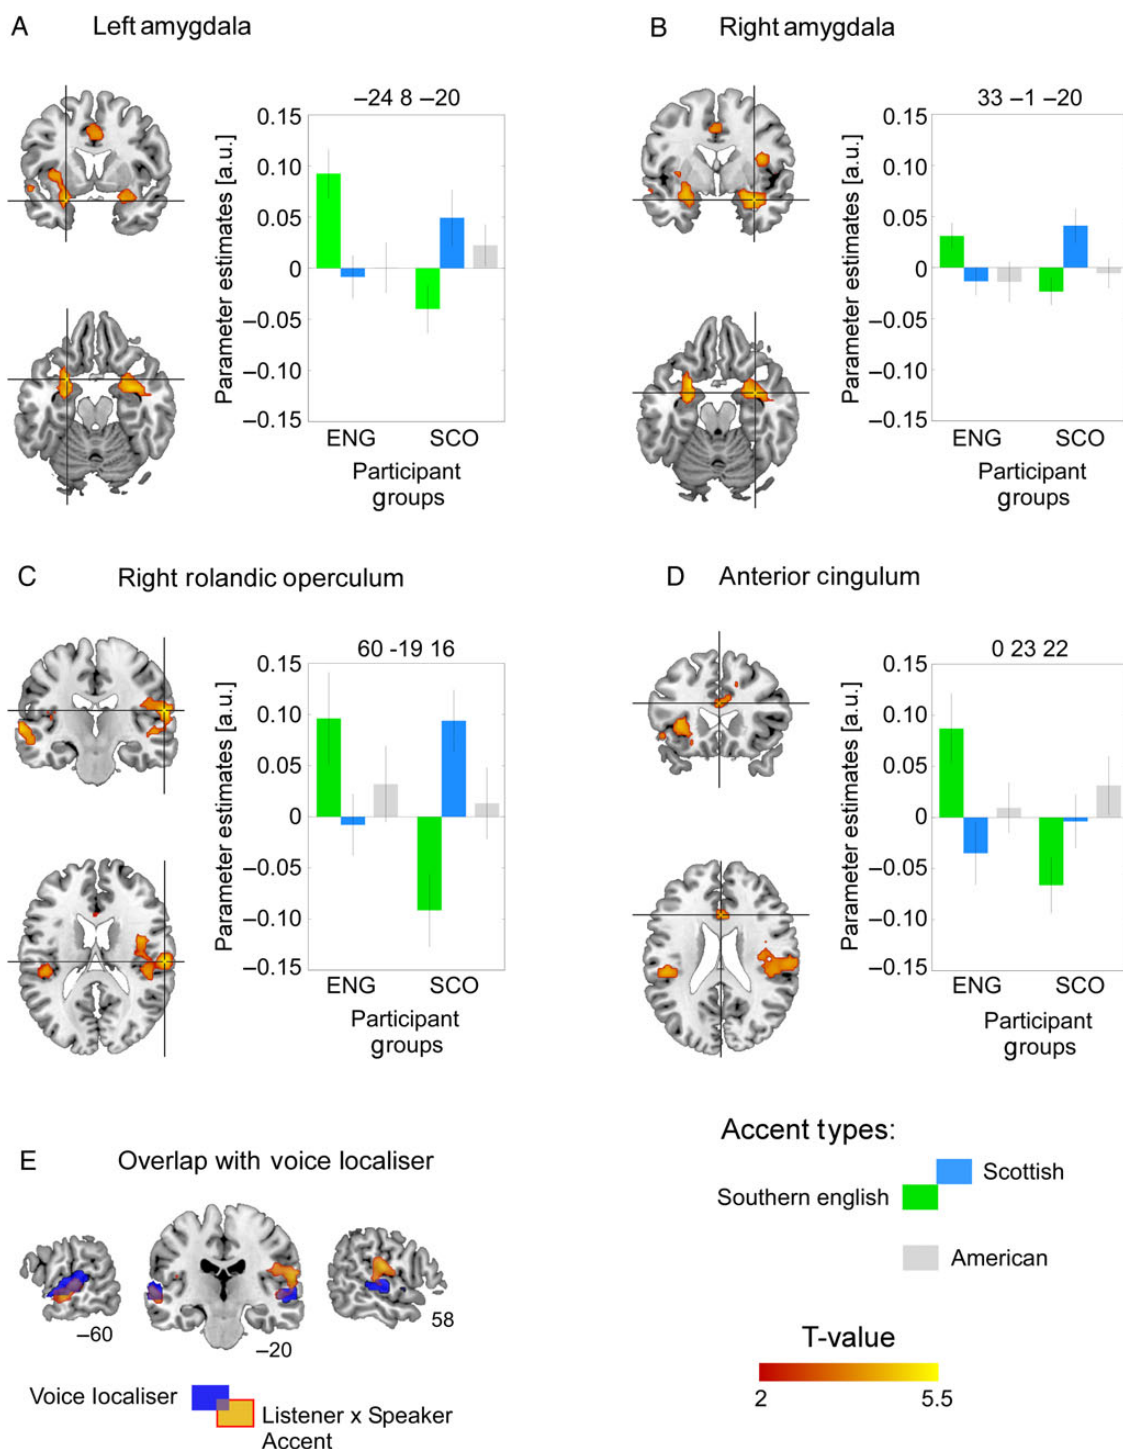 A Left amygdala
–24 8 –20
Parameter estimates [a.u.]
0.15
0.10
0.05
0
–0.05
–0.10
–0.15
ENG SCO
Participant
groups
B Right amygdala
33 –1 –20
Parameter estimates [a.u.]
0.15
0.10
0.05
0
–0.05
–0.10
–0.15
ENG SCO
Participant
groups
C Right rolandic operculum
60 -19 16
Parameter estimates [a.u.]
0.15
0.10
0.05
0
–0.05
–0.10
–0.15
ENG SCO
Participant
groups
D Anterior cingulum
0 23 22
Parameter estimates [a.u.]
0.15
0.10
0.05
0
–0.05
–0.10
–0.15
ENG SCO
Participant
groups
E Overlap with voice localiser
–60
–20
58
Voice localiser
Listener x Speaker
Accent
Accent types:
Scottish
Southern english
American
T-value
2 5.5